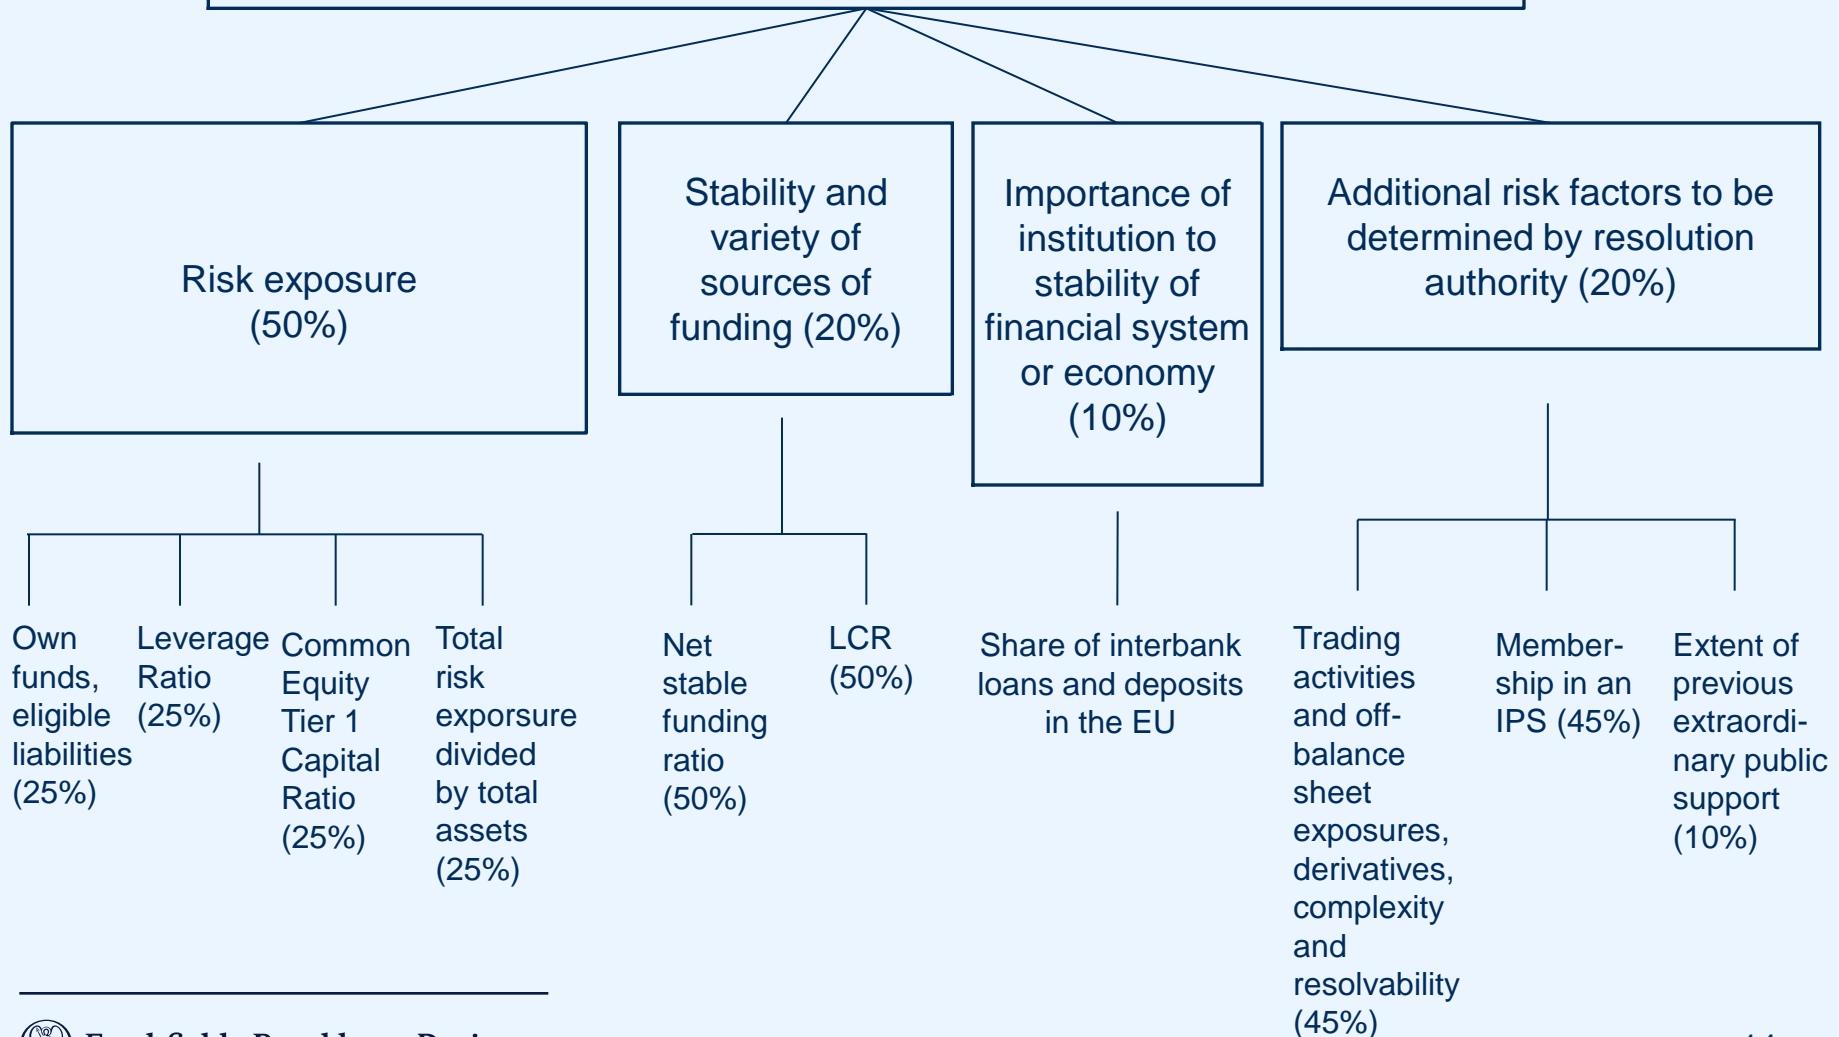 Risk exposure
(50%)
Stability and
variety of
sources of
funding (20%)
Importance of
institution to
stability of
financial system
or economy
(10%)
Additional risk factors to be
determined by resolution
authority (20%)
Own
funds,
eligible
liabilities
(25%)
Leverage
Ratio
(25%)
Common
Equity
Tier 1
Capital
Ratio
(25%)
Total
risk
exporsure
divided
by total
assets
(25%)
Net
stable
funding
ratio
(50%)
LCR
(50%)
Share of interbank
loans and deposits
in the EU
Trading
activities
and off-
balance
sheet
exposures,
derivatives,
complexity
and
resolvability
(45%)
Member-
ship in an
IPS (45%)
Extent of
previous
extraordi-
nary public
support
(10%)